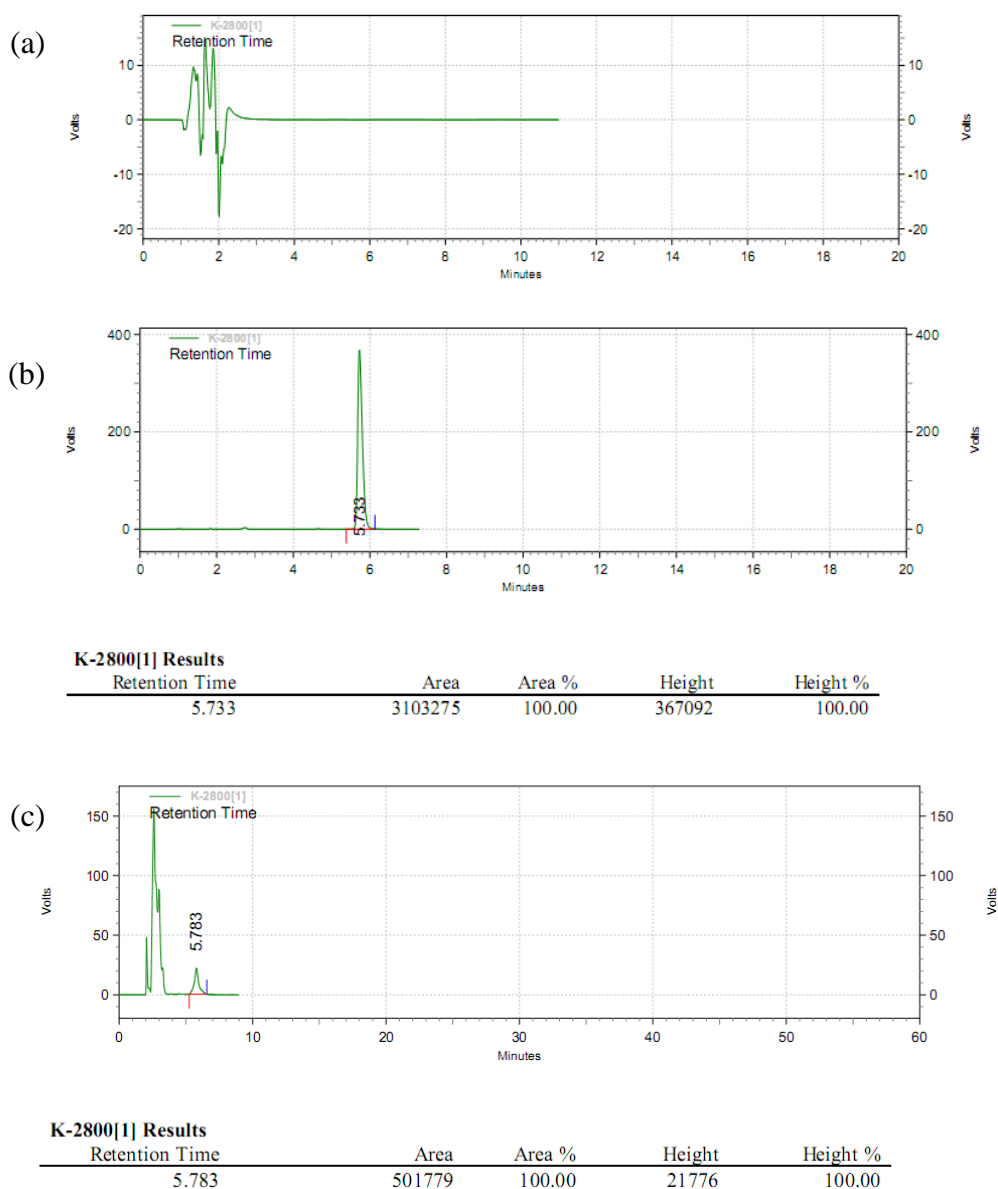 (a)
K-2800[1]
Retention Time
10
0
-10
-20
10
0
-10
-20
Volts
Volts
0 2 4 6 8 10 12 14 16 18 20
Minutes
(b)
K-2800[1]
Retention Time
400
200
0
400
200
0
Volts
Volts
5.733
0 2 4 6 8 10 12 14 16 18 20
Minutes
K-2800[1] Results
Retention Time Area Area % Height Height %
5.733 3103275 100.00 367092 100.00
(c)
K-2800[1]
Retention Time
150
100
50
0
150
100
50
0
Volts
Volts
5.783
0 10 20 30 40 50 60
Minutes
K-2800[1] Results
Retention Time Area Area % Height Height %
5.783 501779 100.00 21776 100.00